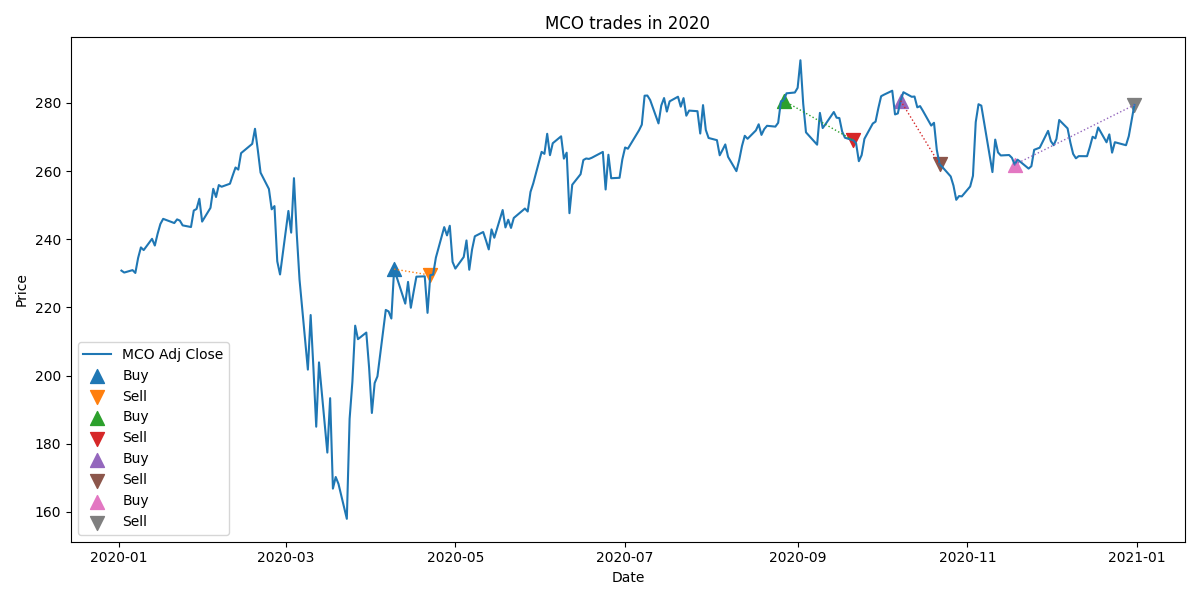 MCO trades in 2020
Price
280
260
240
220
200
180
160
MCO Adj Close
Buy
Sell
Buy
Sell
Buy
Sell
Buy
Sell
2020-01
2020-03
2020-05
2020-07
2020-09
2020-11
2021-01
Date